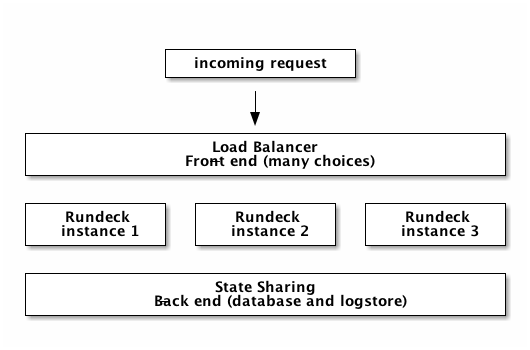 incoming request
Load Balancer
Front end (many choices)
Rundeck
instance 1
Rundeck
instance 2
Rundeck
instance 3
State Sharing
Back end (database and logstore)